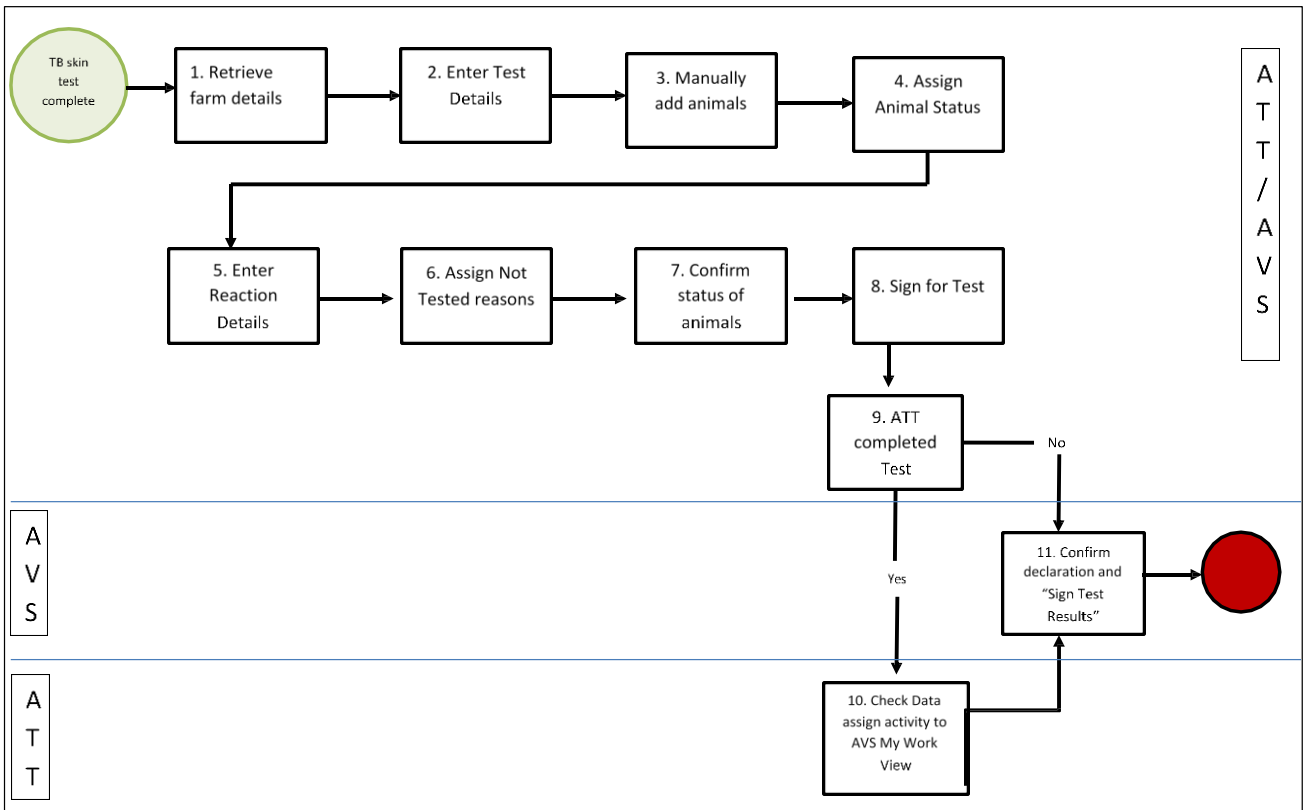 TB skin
test
complete
1. Retrieve
farm details
2. Enter Test
Details
3. Manually
add animals
4. Assign
Animal Status
A
T
T
/
A
V
S
5. Enter
Reaction
Details
6. Assign Not
Tested reasons
7. Confirm
status of
animals
8. Sign for Test
9. ATT
completed
Test
No
A
V
S
Yes
11. Confirm
declaration and
“Sign Test
Results”
A
T
T
10. Check Data
assign activity to
AVS My Work
View